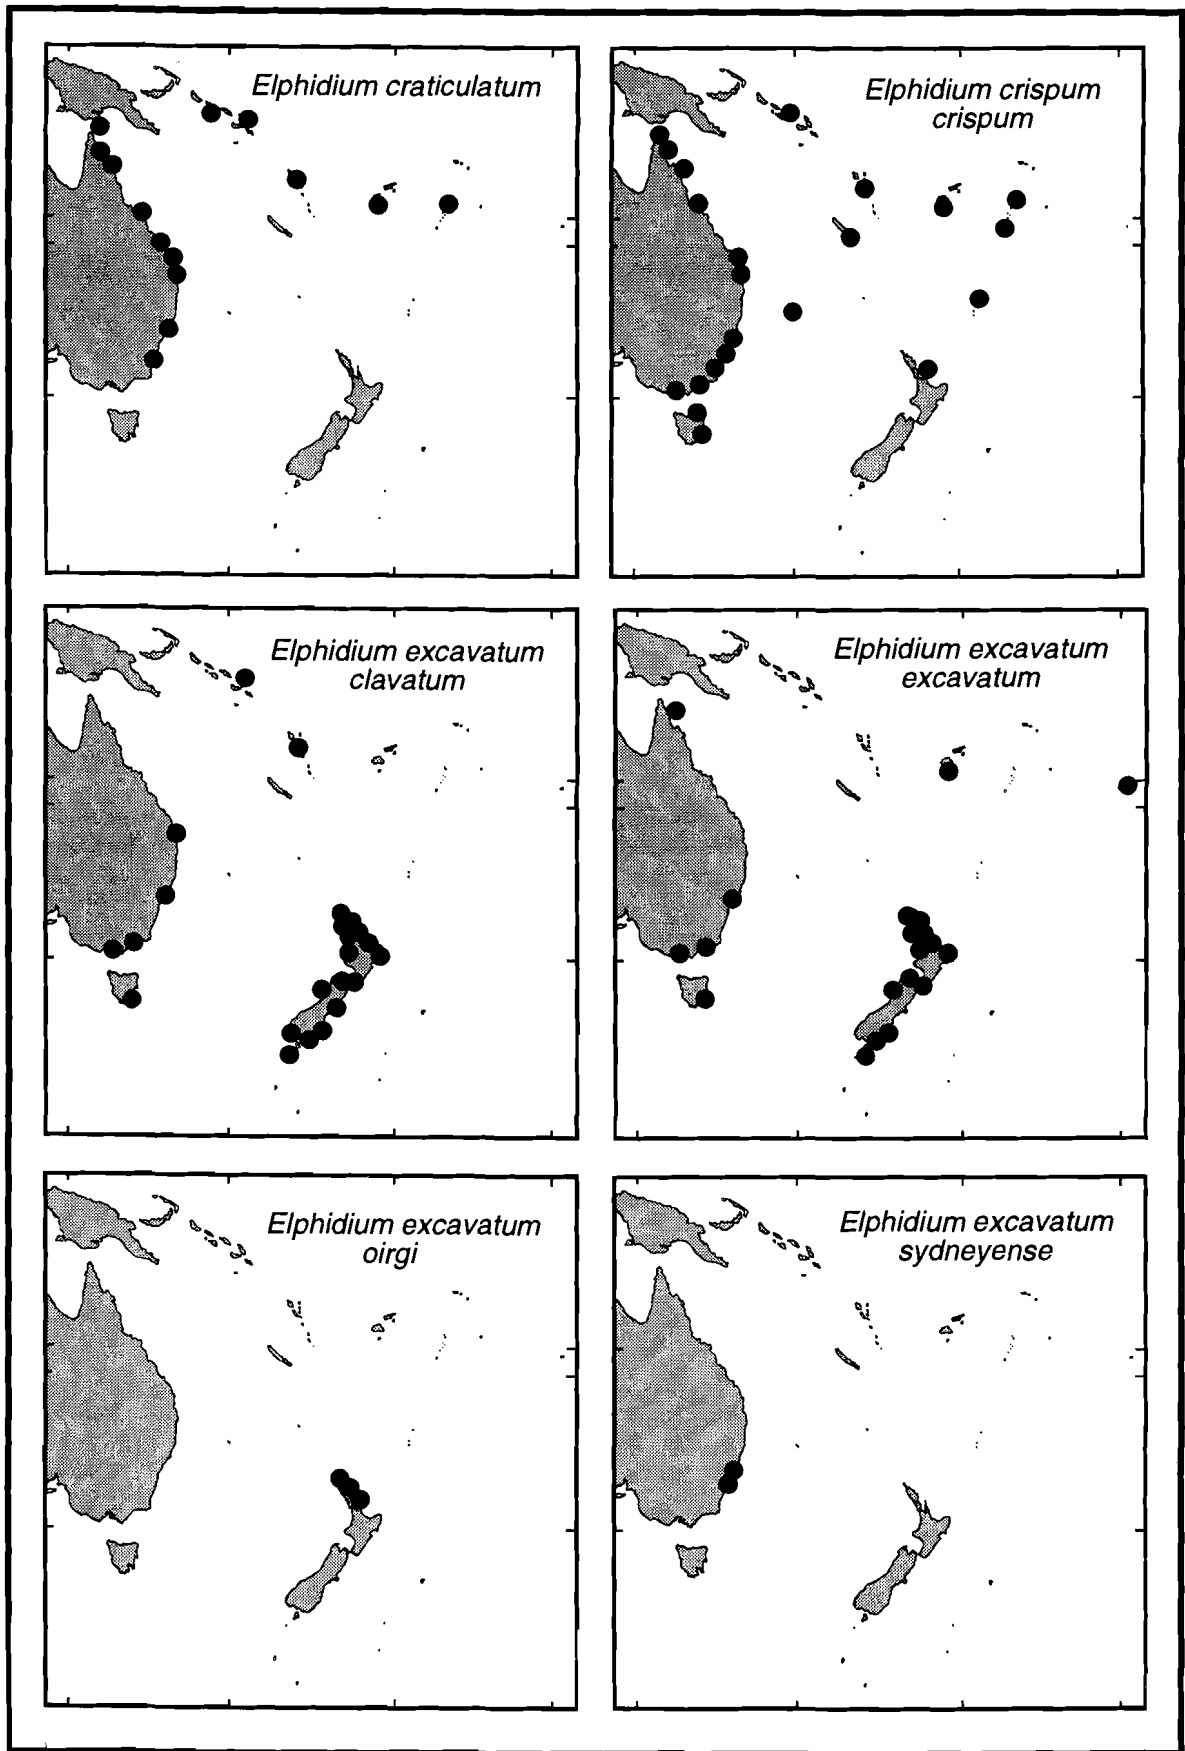 Elphidium craticulatum
Elphidium crispum
crispum
Elphidium excavatum
clavatum
Elphidium excavatum
excavatum
Elphidium excavatum
oirgi
Elphidium excavatum
sydneyense